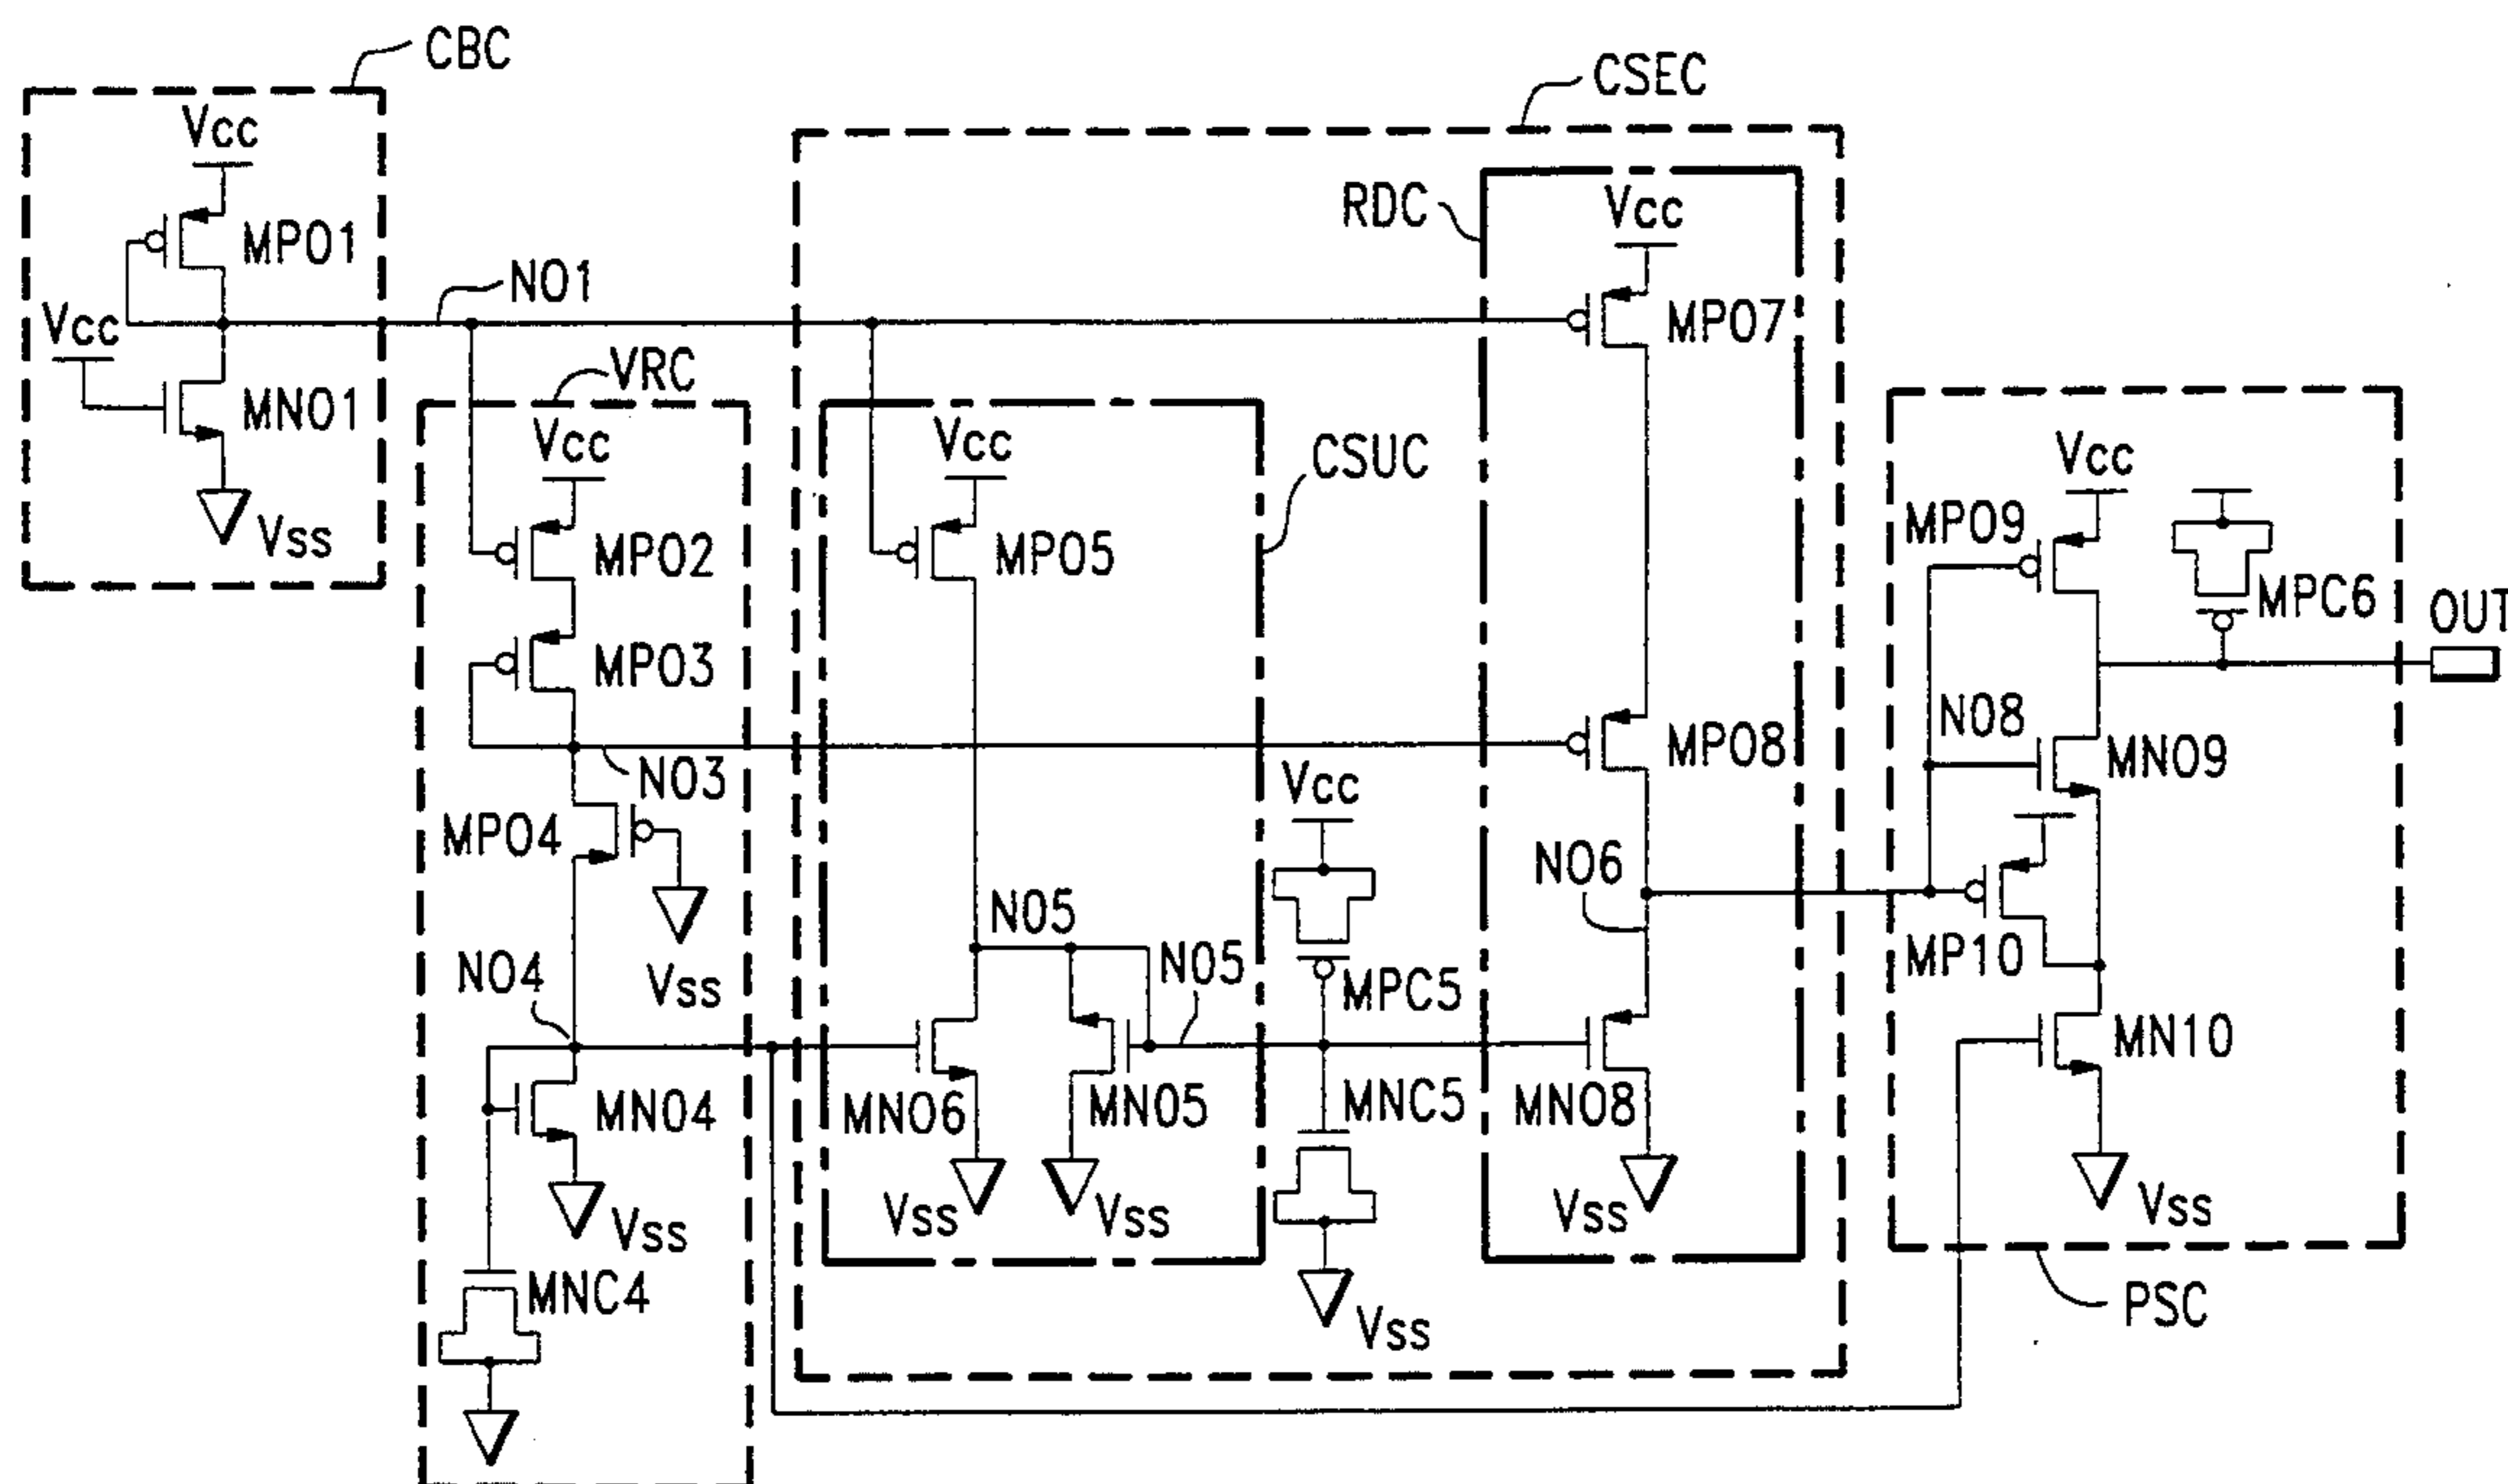 CBC
CSEC
Vcc
RDC
Vcc
MP01
N01
Vcc
MP07
VRC
MN01
Vcc
Vcc
CSUC
Vcc
Vss
MP02
MP05
MP09
MPC6
OUT
MP03
N08
MP08
MN09
N03
Vcc
MP04
N06
N05
N04
Vss
N05
MPC5
MP10
MN10
MN04
MN06
MN05
MNC5
MN08
Vss
Vss
Vss
Vss
Vss
MNC4
PSC
Vss